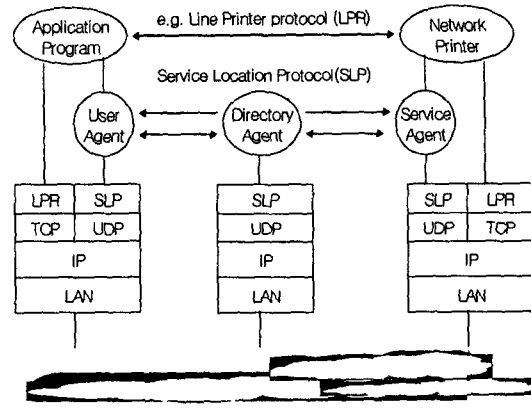 Application Program
e.g. Line Printer protocol (LPR)
Network Printer
Service Location Protocol(SLP)
User Agent
Directory Agent
Service Agent
LPR SLP
TCP UDP
IP
LAN
SLP
UDP
IP
LAN
SLP LPR
UDP TCP
IP
LAN